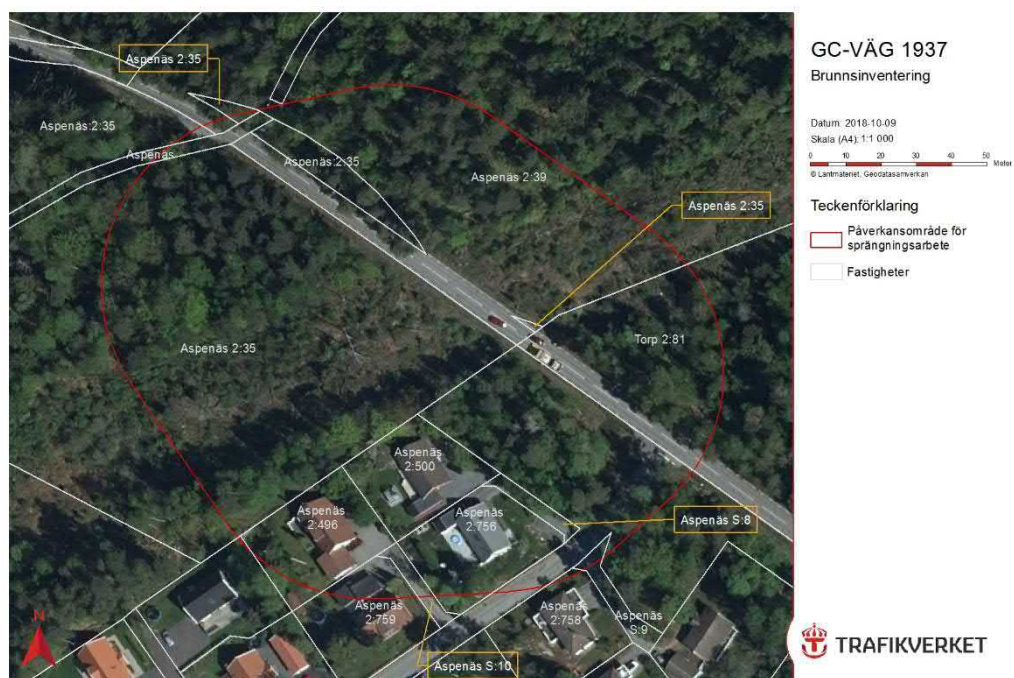 Aspenäs 2:35
Aspenäs:2:35
Aspenäs
Aspenäs:2:35
Aspenäs 2:39
Aspenäs 2:35
Aspenäs 2:35
Torp 2:81
Aspenäs
2:500
Aspenäs
2:496
Aspenäs
2:756
Aspenäs S:8
Aspenäs
2:759
Aspenäs
2:758
Aspenäs
S:9
Aspenäs S:10
N
GC-VÄG 1937
Brunnsinventering
Datum: 2018-10-09
Skala (A4): 1:1 000
0 10 20 30 40 50
Meter
© Lantmäteriet, Geodatasamverkan
Teckenförklaring
Påverkansområde för
sprängningsarbete
Fastigheter
TRAFIKVERKET